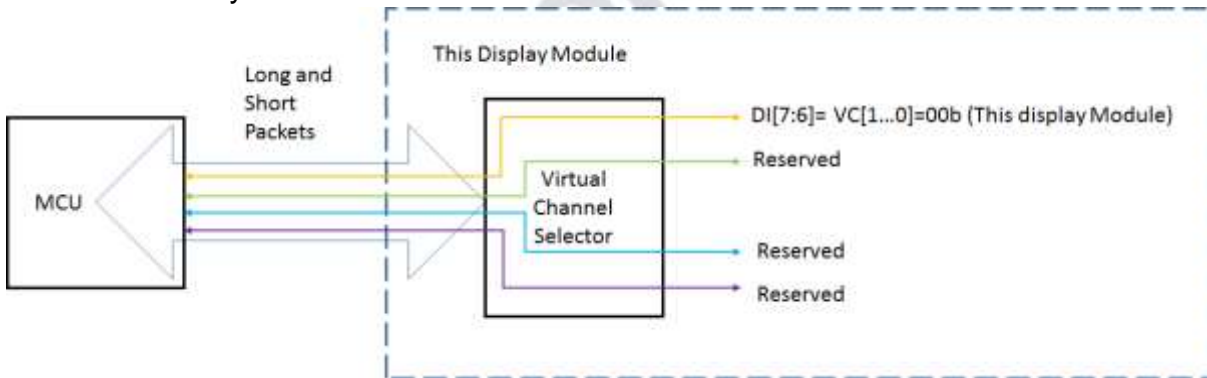 This Display Module
Long and
Short
Packets
DI[7:6]= VC[1...0]=00b (This display Module)
Reserved
MCU
Virtual
Channel
Selector
Reserved
Reserved